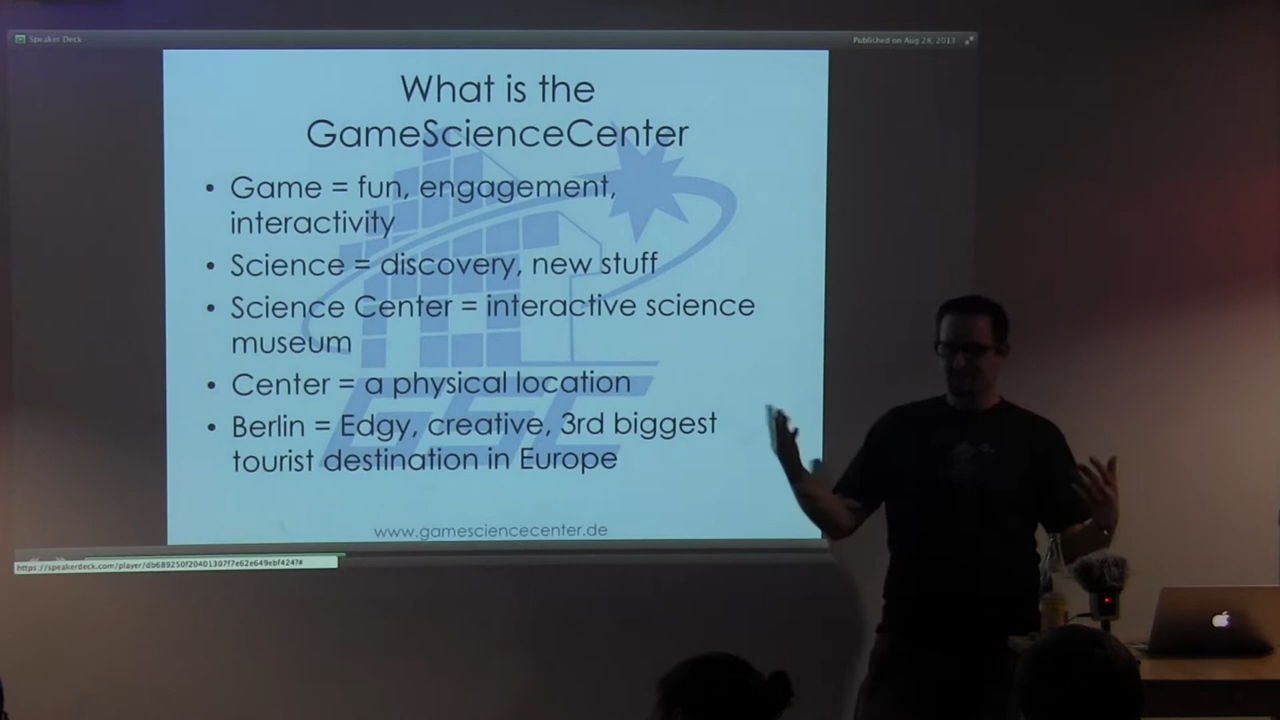 Speaker Deck
Published on Aug 28, 2013
What is the
GameScienceCenter
• Game = fun, engagement,
interactivity
• Science = discovery, new stuff
• Science Center = interactive science
museum
• Center = a physical location
• Berlin = Edgy, creative, 3rd biggest
tourist destination in Europe
GSC
www.gamesciencecenter.de